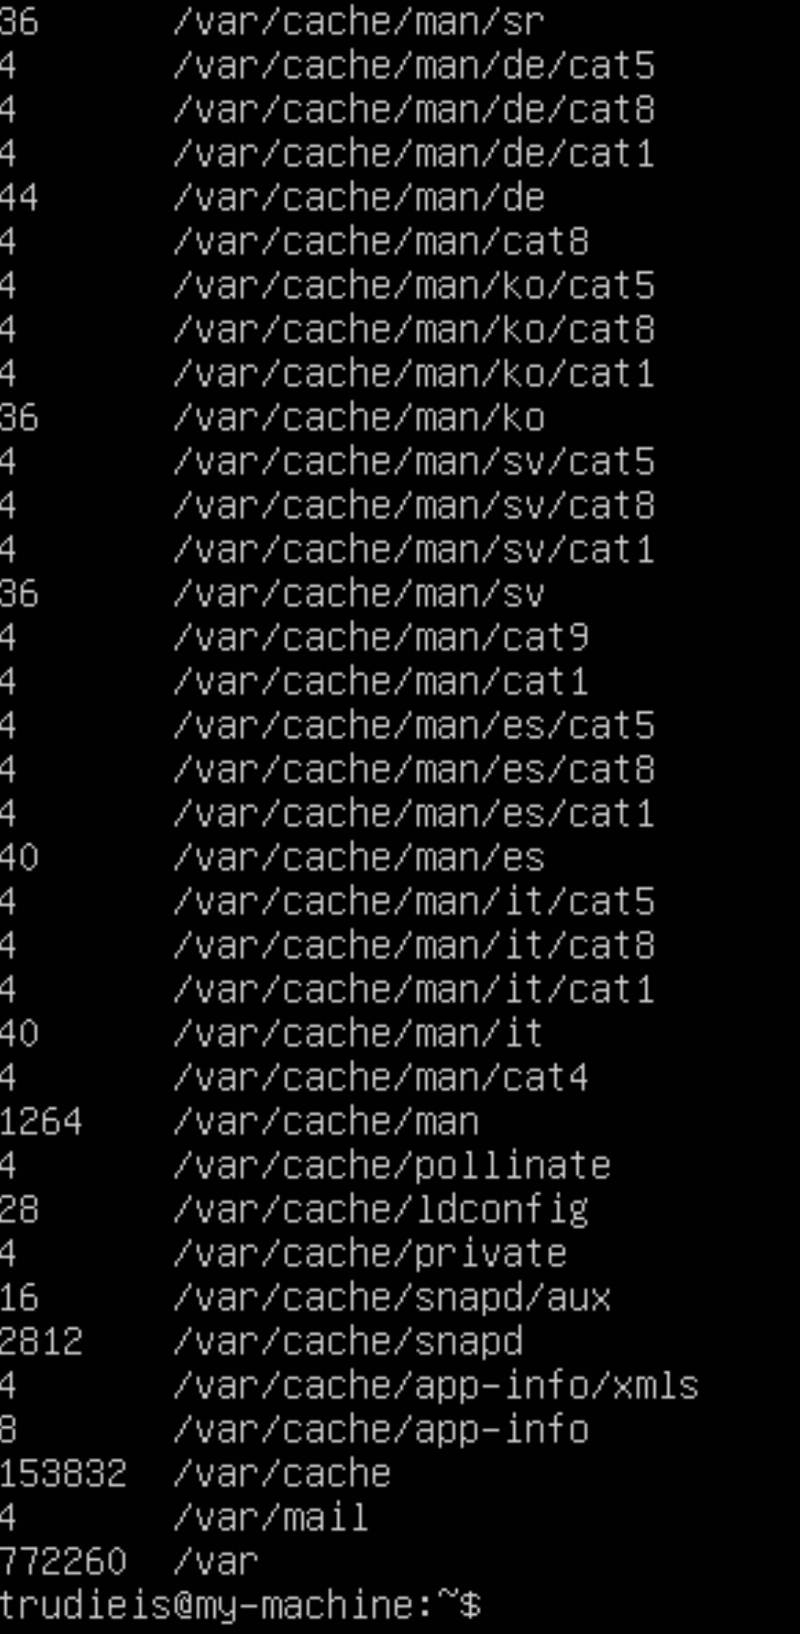 36 /var/cache/man/sr
4 /var/cache/man/de/cat5
4 /var/cache/man/de/cat8
4 /var/cache/man/de/cat1
44 /var/cache/man/de
4 /var/cache/man/cat8
4 /var/cache/man/ko/cat5
4 /var/cache/man/ko/cat8
4 /var/cache/man/ko/cat1
36 /var/cache/man/ko
4 /var/cache/man/sv/cat5
4 /var/cache/man/sv/cat8
4 /var/cache/man/sv/cat1
36 /var/cache/man/sv
4 /var/cache/man/cat9
4 /var/cache/man/cat1
4 /var/cache/man/es/cat5
4 /var/cache/man/es/cat8
4 /var/cache/man/es/cat1
40 /var/cache/man/es
4 /var/cache/man/it/cat5
4 /var/cache/man/it/cat8
4 /var/cache/man/it/cat1
40 /var/cache/man/it
4 /var/cache/man/cat4
1264 /var/cache/man
4 /var/cache/pollinate
28 /var/cache/ldconfig
4 /var/cache/private
16 /var/cache/snapd/aux
2812 /var/cache/snapd
4 /var/cache/app-info/xmls
8 /var/cache/app-info
153832 /var/cache
4 /var/mail
772260 /var
trudieis@my-machine:~$